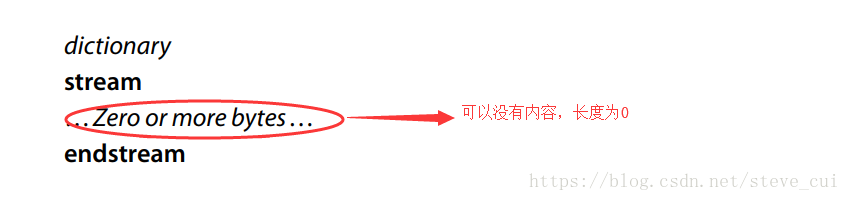 dictionary
stream
…Zero or more bytes…
可以没有内容，长度为0
endstream
https://blog.csdn.net/steve_cui